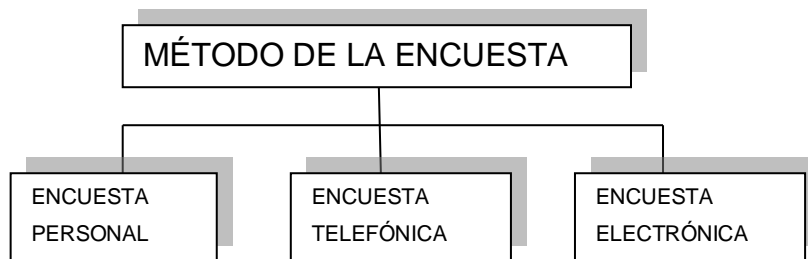 MÉTODO DE LA ENCUESTA
ENCUESTA
PERSONAL
ENCUESTA
TELEFÓNICA
ENCUESTA
ELECTRÓNICA